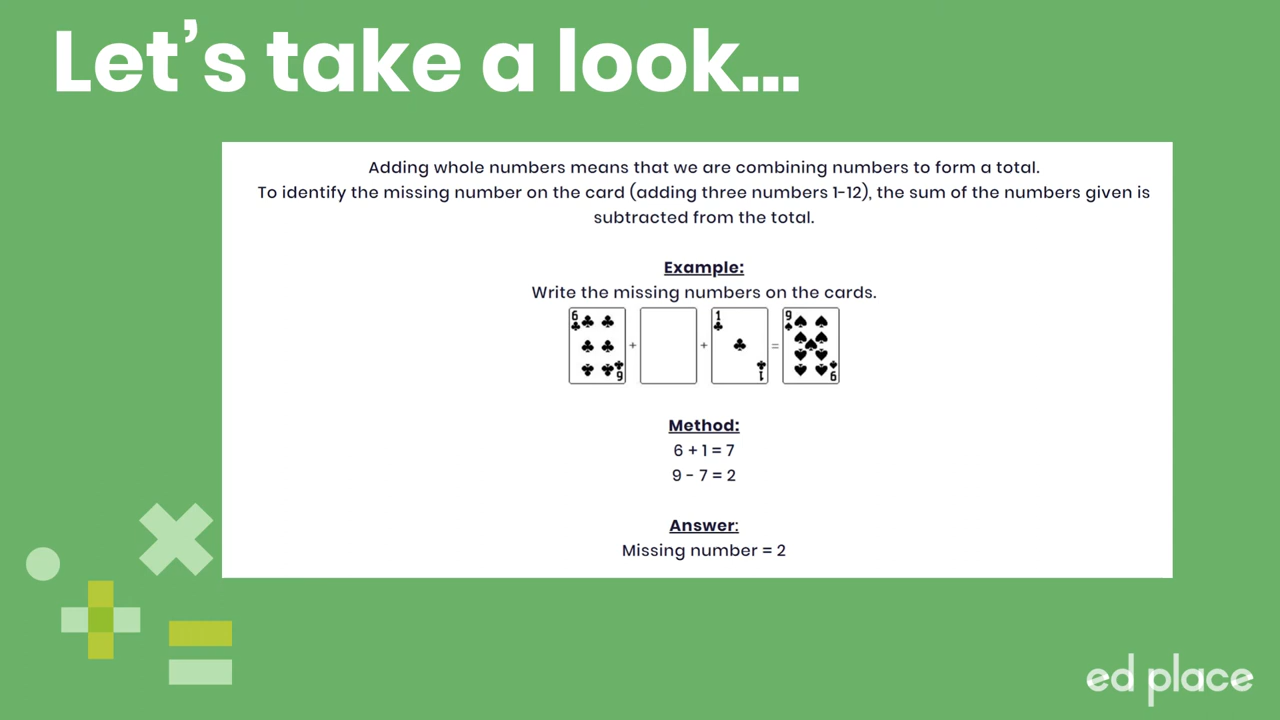 Let's take a look...
Adding whole numbers means that we are combining numbers to form a total.
To identify the missing number on the card (adding three numbers 1-12), the sum of the numbers given is
subtracted from the total.
Example:
Write the missing numbers on the cards.
6 6 + + 1 1 = 9 9
Method:
6 + 1 = 7
9 - 7 = 2
Answer:
Missing number = 2
ed place